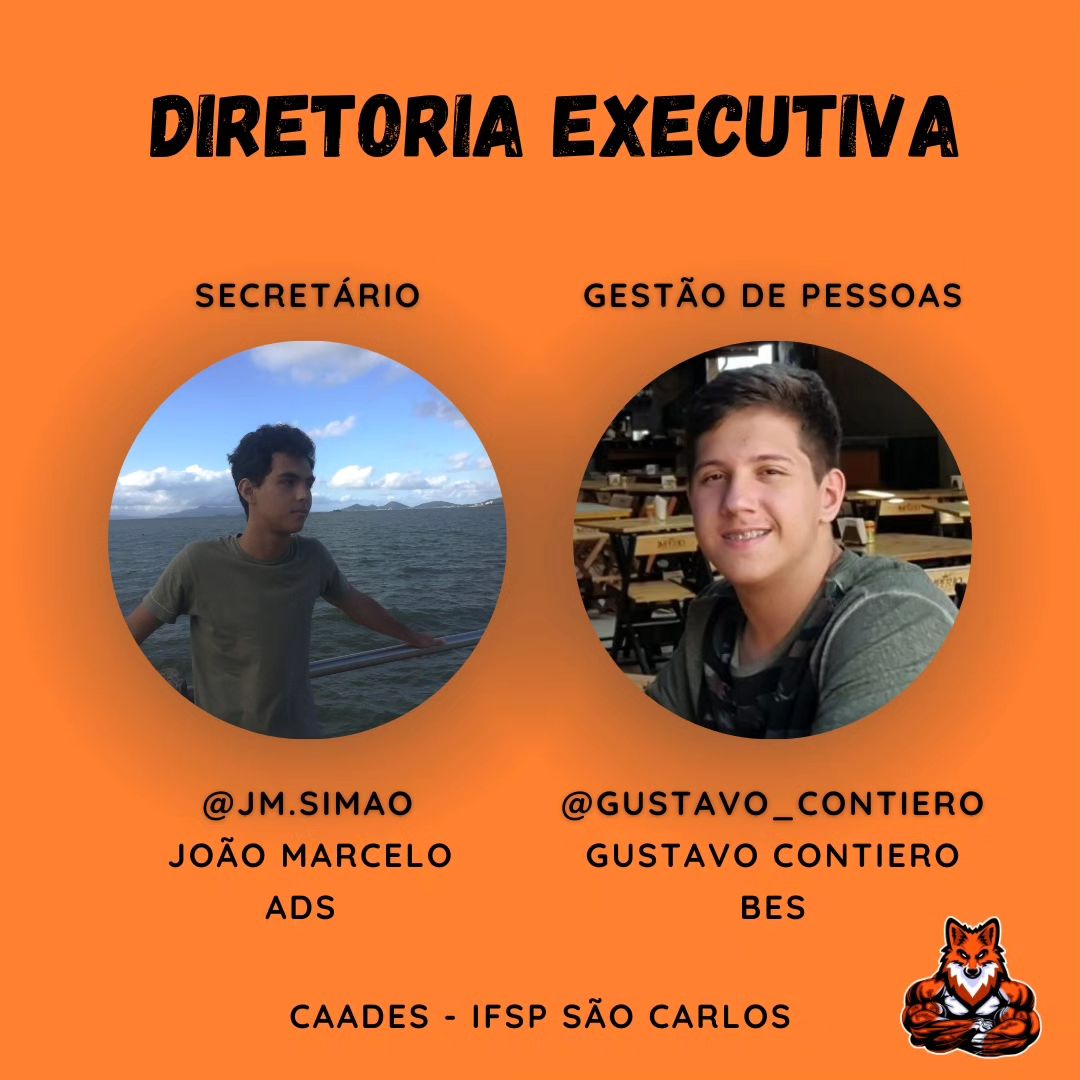 DIRETORIA EXECUTIVA
SECRETÁRIO
GESTÃO DE PESSOAS
@JM.SIMAO
JOÃO MARCELO
ADS
@GUSTAVO_CONTIERO
GUSTAVO CONTIERO
BES
CAADES - IFSP SÃO CARLOS